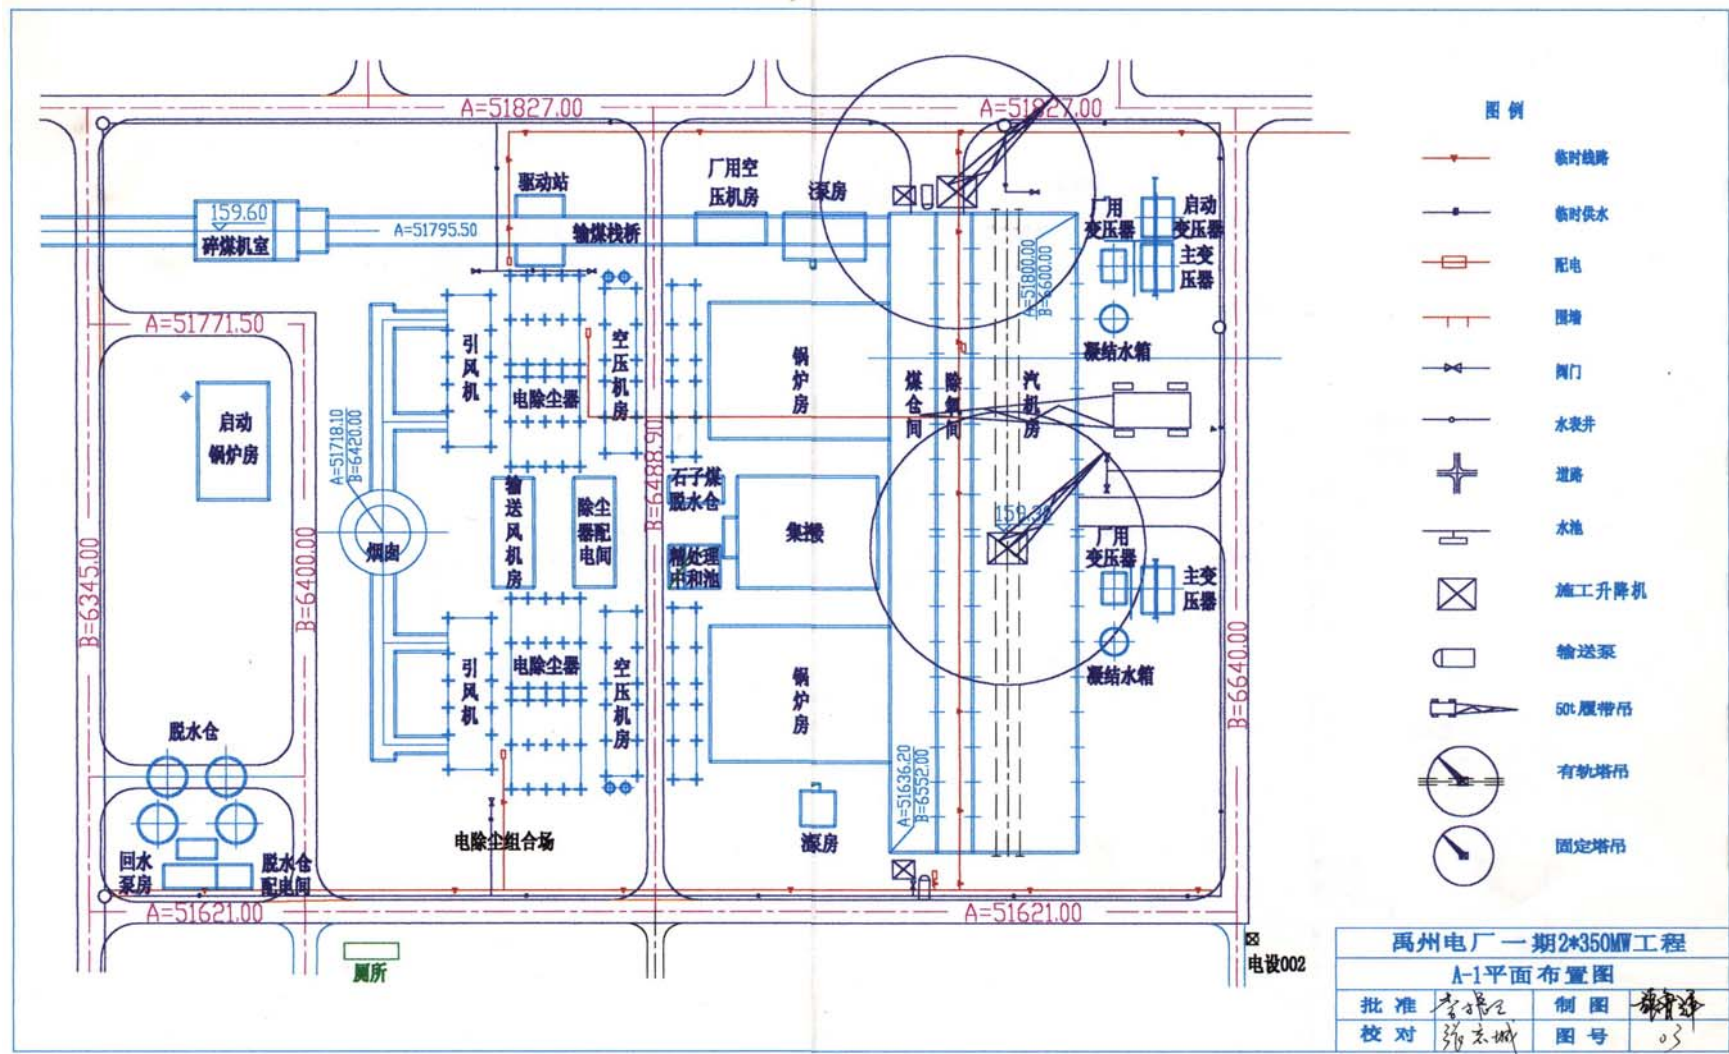 A=51827.00
A=51827.00
图例
临时线路
临时供水
配电
围墙
阀门
水表井
道路
水池
施工升降机
输送泵
50t履带吊
有轨塔吊
固定塔吊
159.60
碎煤机室
A=51795.50
驱动站
输煤栈桥
厂用空
压机房
泵房
A=51800.00
B=6600.00
厂用
变压器
启动
变压器
主变
压器
凝结水箱
A=51771.50
启动
锅炉房
A=51718.10
B=6420.00
引风机
电除尘器
空压机房
B=6488.90
锅炉房
煤仓间
除氧间
汽机房
烟囱
输送风机房
除尘
器配
电间
石子煤
脱水仓
精处理
中和池
集控楼
159.30
厂用
变压器
主变
压器
凝结水箱
B=6345.00
B=6400.00
引风机
电除尘器
空压机房
锅炉房
B=6640.00
A=51636.20
B=6552.00
脱水仓
回水
泵房
脱水仓
配电间
电除尘组合场
泵房
A=51621.00
A=51621.00
厕所
电设002
禹州电厂一期2*350MW工程
A-1平面布置图
批准
制图
校对
图号
03